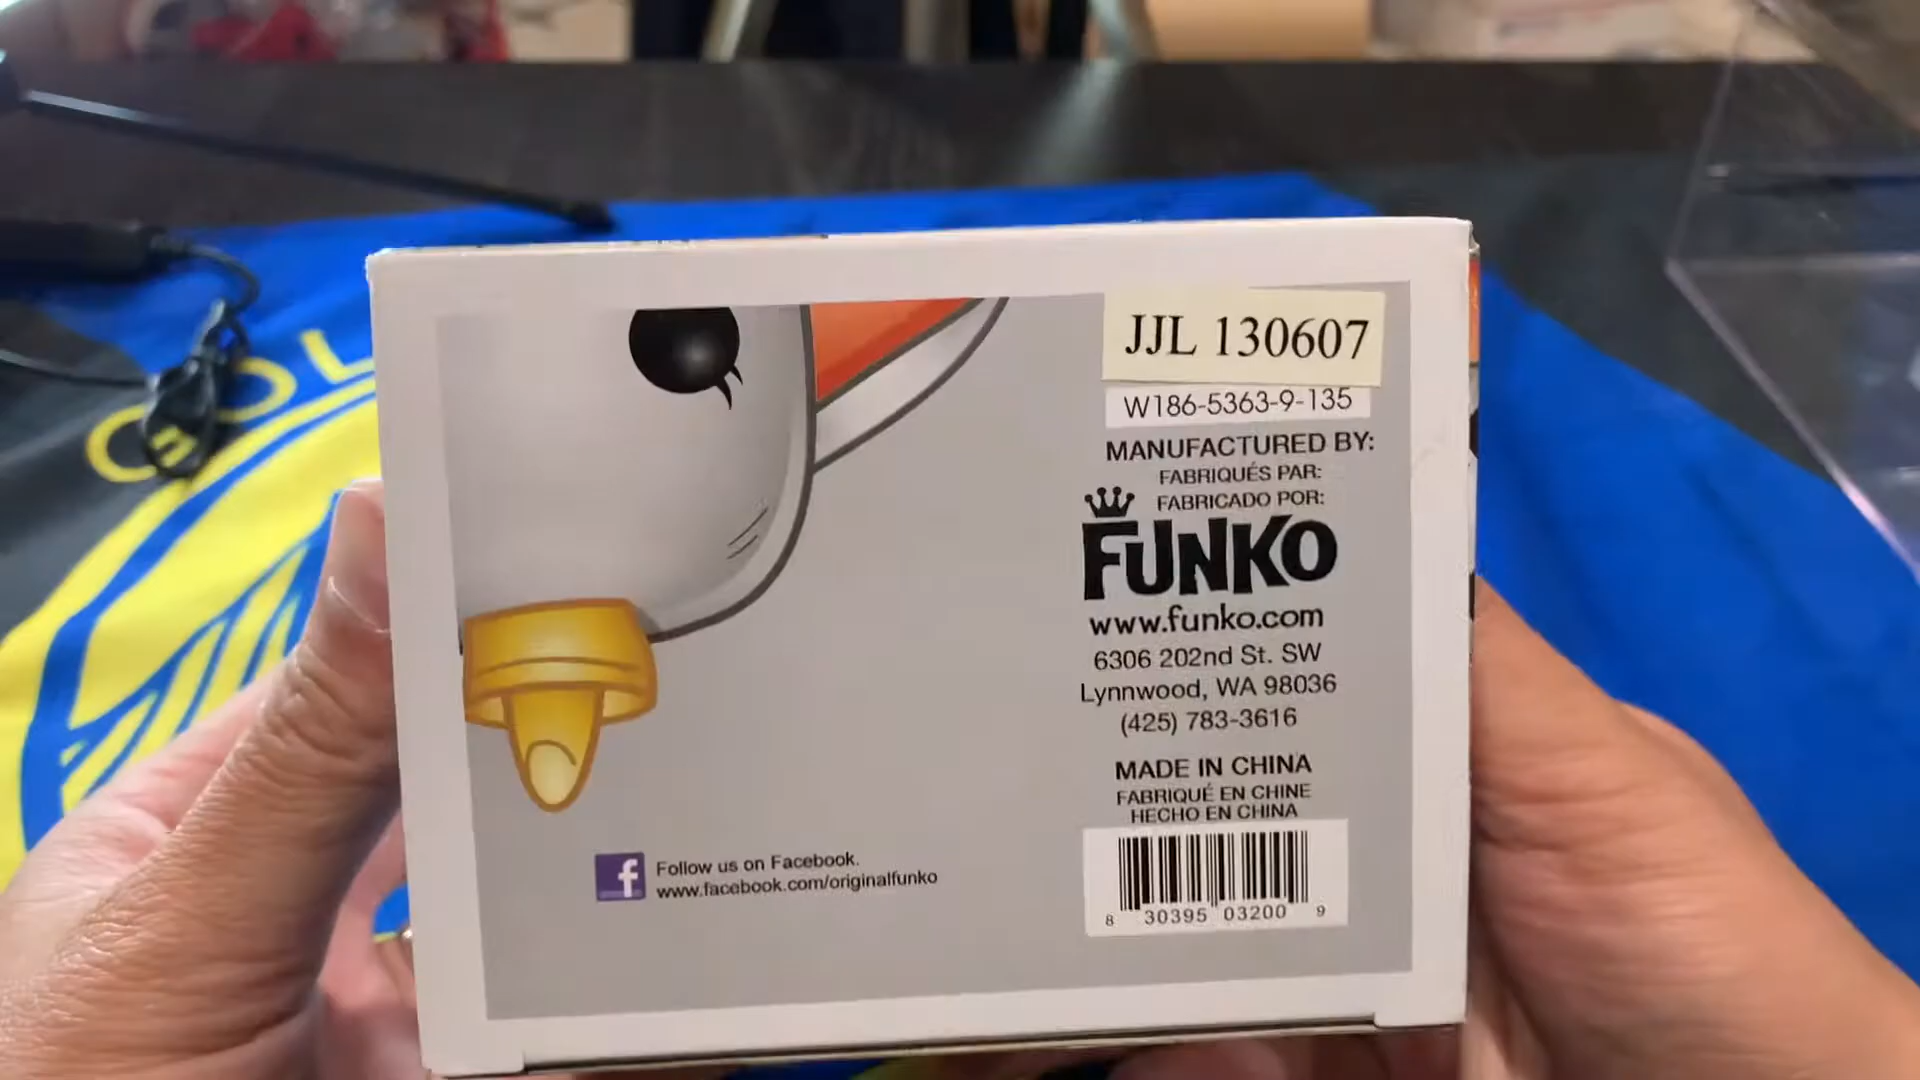 GOL
JJL 130607
W186-5363-9-135
MANUFACTURED BY:
FABRIQUÉS PAR:
FABRICADO POR:
FUNKO
www.funko.com
6306 202nd St. SW
Lynnwood, WA 98036
(425) 783-3616
MADE IN CHINA
FABRIQUÉ EN CHINE
HECHO EN CHINA
8 30395 03200 9
f
Follow us on Facebook.
www.facebook.com/originalfunko